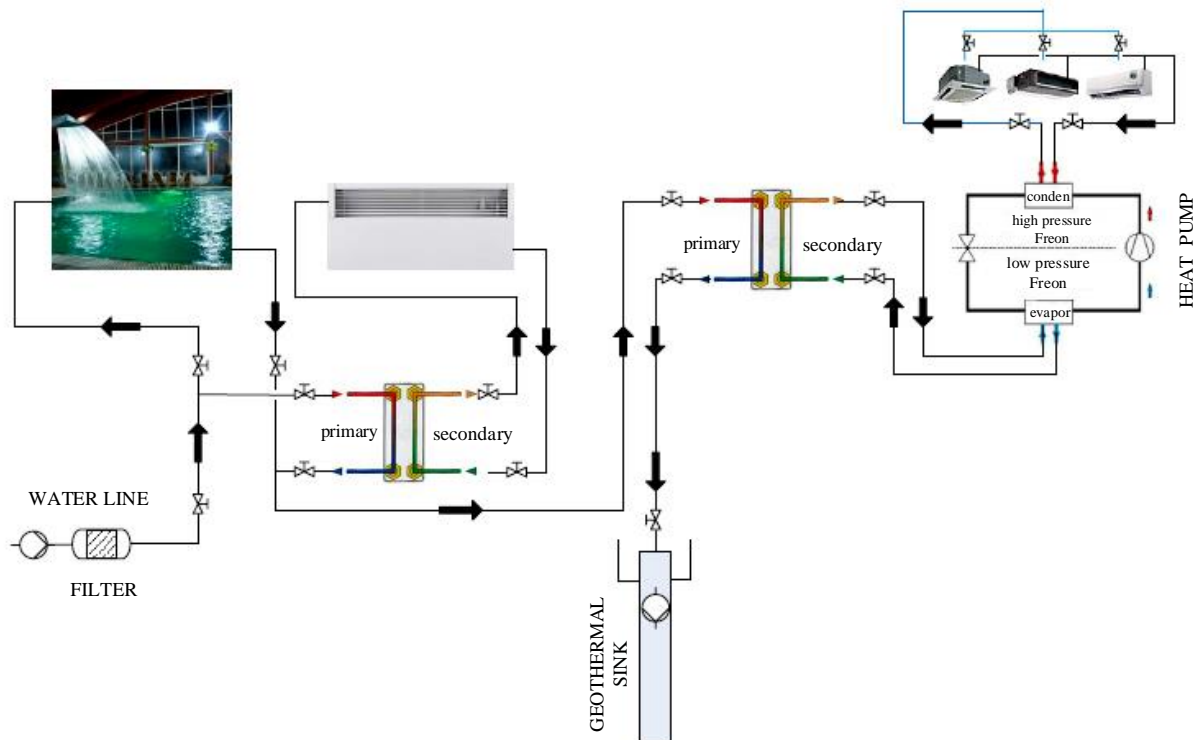 conden
high pressure
Freon
low pressure
Freon
evapor
HEAT PUMP
primary
secondary
primary
secondary
WATER LINE
FILTER
GEOTHERMAL
SINK